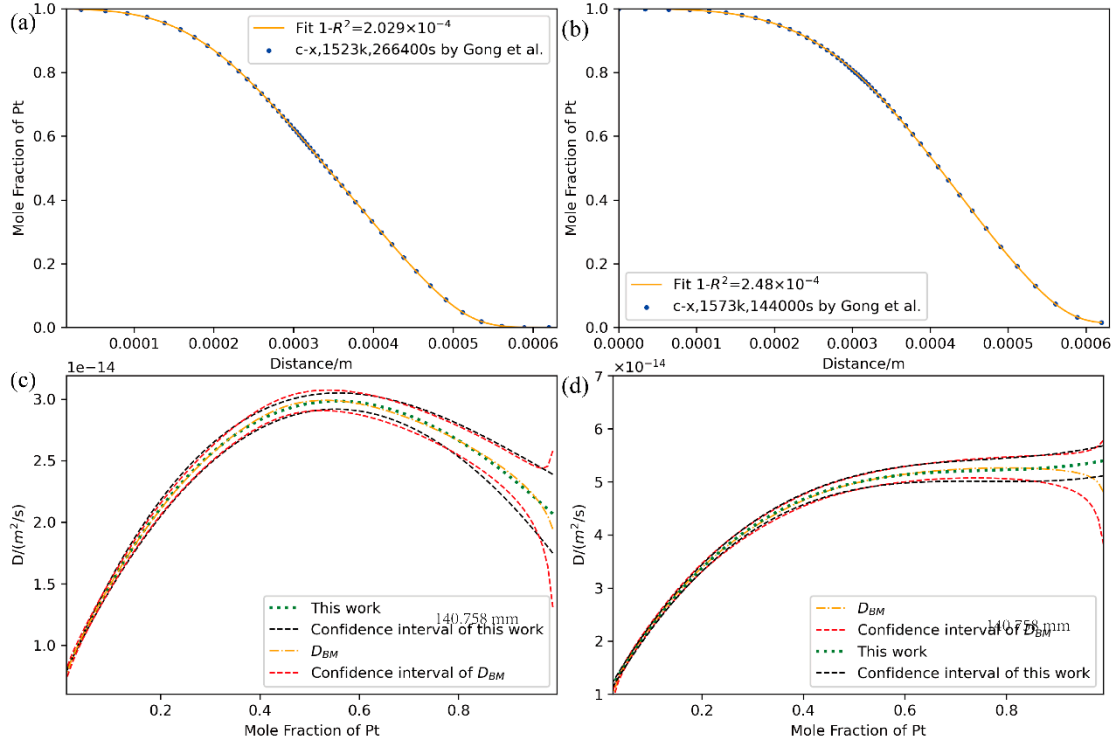 (a)
Fit 1-R²=2.029×10⁻⁴
c-x,1523k,266400s by Gong et al.
1.0
0.8
0.6
0.4
0.2
0.0
Mole Fraction of Pt
0.0001 0.0002 0.0003 0.0004 0.0005 0.0006
Distance/m
(b)
1.0
0.8
0.6
0.4
0.2
0.0
Mole Fraction of Pt
Fit 1-R²=2.48×10⁻⁴
c-x,1573k,144000s by Gong et al.
0.0000 0.0001 0.0002 0.0003 0.0004 0.0005 0.0006
Distance/m
(c)
1e−14
3.0
2.5
2.0
1.5
1.0
D/(m²/s)
This work
140.758 mm
Confidence interval of this work
D_BM
Confidence interval of D_BM
0.2 0.4 0.6 0.8
Mole Fraction of Pt
(d)
×10⁻¹⁴
7
6
5
4
3
2
1
D/(m²/s)
D_BM
140.758 mm
Confidence interval of D_BM
This work
Confidence interval of this work
0.2 0.4 0.6 0.8
Mole Fraction of Pt